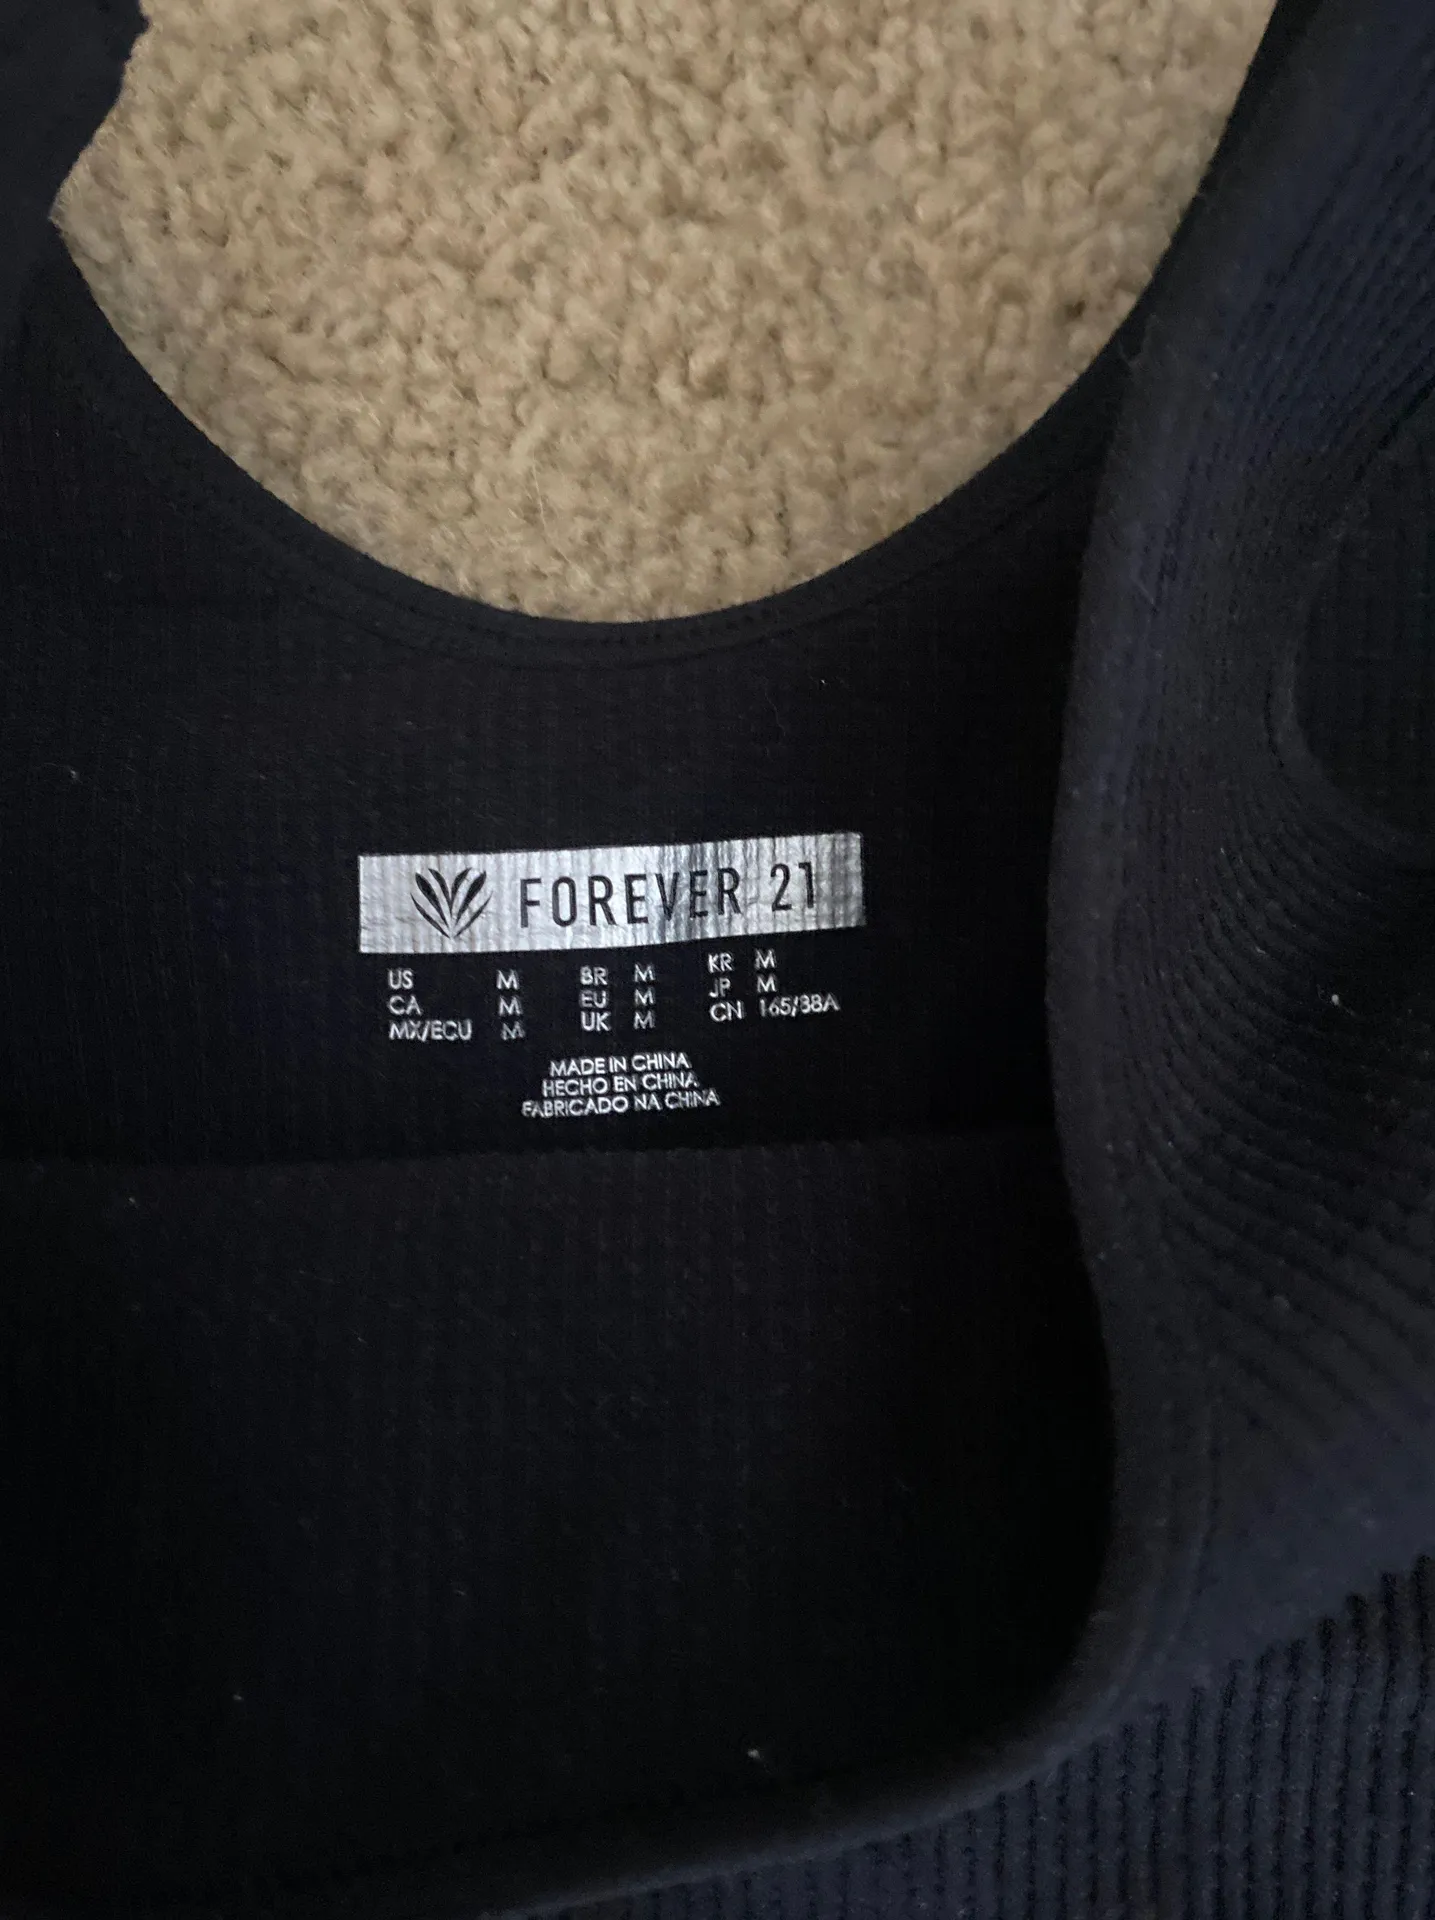 FOREVER 21
US M BR M KR M
CA M EU M JP M
MX/ECU M UK M CN 165/88A
MADE IN CHINA
HECHO EN CHINA
FABRICADO NA CHINA